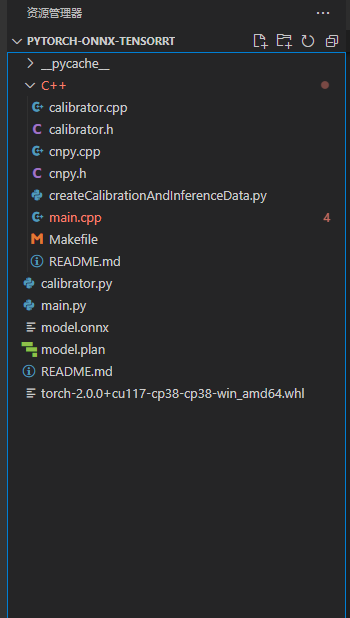 资源管理器
PYTORCH-ONNX-TENSORRT
__pycache__
C++
calibrator.cpp
calibrator.h
cnpy.cpp
cnpy.h
createCalibrationAndInferenceData.py
main.cpp 4
Makefile
README.md
calibrator.py
main.py
model.onnx
model.plan
README.md
torch-2.0.0+cu117-cp38-cp38-win_amd64.whl